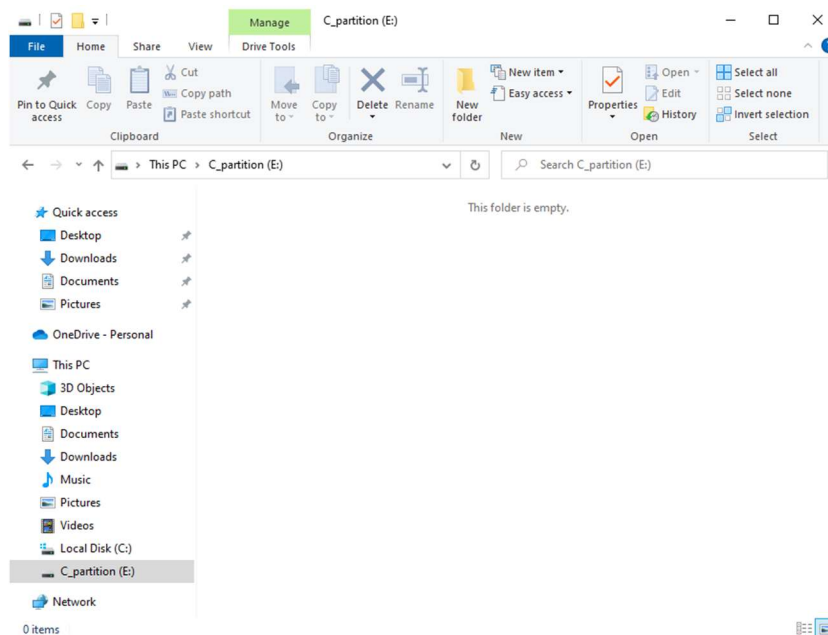 Manage
C_partition (E:)
File
Home
Share
View
Drive Tools
Pin to Quick access
Copy
Paste
Cut
Copy path
Paste shortcut
Clipboard
Move to
Copy to
Delete
Rename
Organize
New folder
New item
Easy access
New
Properties
Open
Edit
History
Open
Select all
Select none
Invert selection
Select
This PC
C_partition (E:)
Search C_partition (E:)
Quick access
Desktop
Downloads
Documents
Pictures
OneDrive - Personal
This PC
3D Objects
Desktop
Documents
Downloads
Music
Pictures
Videos
Local Disk (C:)
C_partition (E:)
Network
This folder is empty.
0 items